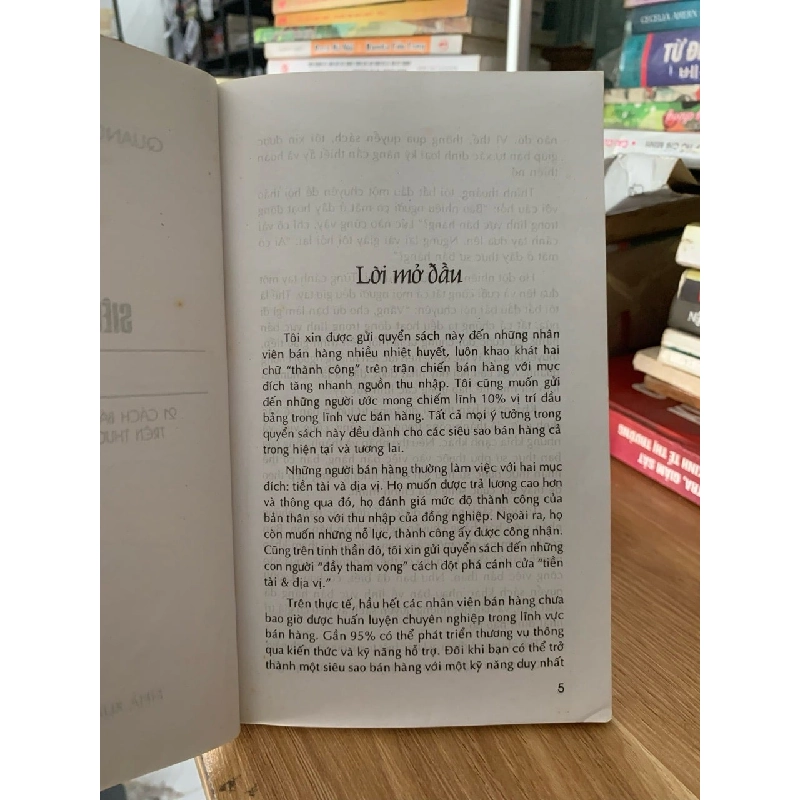 Lời mở đầu
Tôi xin được gửi quyển sách này đến những nhân
viên bán hàng nhiều nhiệt huyết, luôn khao khát hai
chữ “thành công” trên trận chiến bán hàng với mục
đích tăng nhanh nguồn thu nhập. Tôi cũng muốn gửi
đến những người ước mong chiếm lĩnh 10% vị trí dầu
bảng trong lĩnh vực bán hàng. Tất cả mọi ý tưởng trong
quyển sách này đều dành cho các siêu sao bán hàng cả
trong hiện tại và tương lai.
Những người bán hàng thường làm việc với hai mục
đích: tiền tài và địa vị. Họ muốn được trả lương cao hơn
và thông qua đó, họ đánh giá mức độ thành công của
bản thân so với thu nhập của đồng nghiệp. Ngoài ra, họ
còn muốn những nỗ lực, thành công ấy được công nhận.
Cũng trên tinh thần đó, tôi xin gửi quyển sách đến những
con người “đầy tham vọng” cách đột phá cánh cửa “tiền
tài & địa vị.”
Trên thực tế, hầu hết các nhân viên bán hàng chưa
bao giờ được huấn luyện chuyên nghiệp trong lĩnh vực
bán hàng. Gần 95% có thể phát triển thương vụ thông
qua kiến thức và kỹ năng hỗ trợ. Đôi khi bạn có thể trở
thành một siêu sao bán hàng với một kỹ năng duy nhất
5
CECELIA AHERN
TỪ Đ
TRA, GIÁM SÁT
KINH TẾ THỊ TRƯỜNG